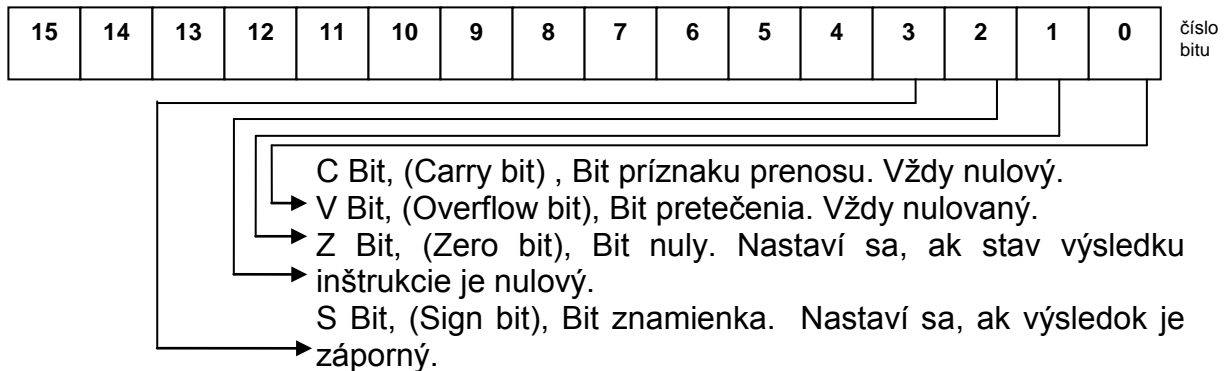 15 14 13 12 11 10 9 8 7 6 5 4 3 2 1 0 číslo
bitu
C Bit, (Carry bit) , Bit príznaku prenosu. Vždy nulový.
V Bit, (Overflow bit), Bit pretečenia. Vždy nulovaný.
Z Bit, (Zero bit), Bit nuly. Nastaví sa, ak stav výsledku
inštrukcie je nulový.
S Bit, (Sign bit), Bit znamienka. Nastaví sa, ak výsledok je
záporný.